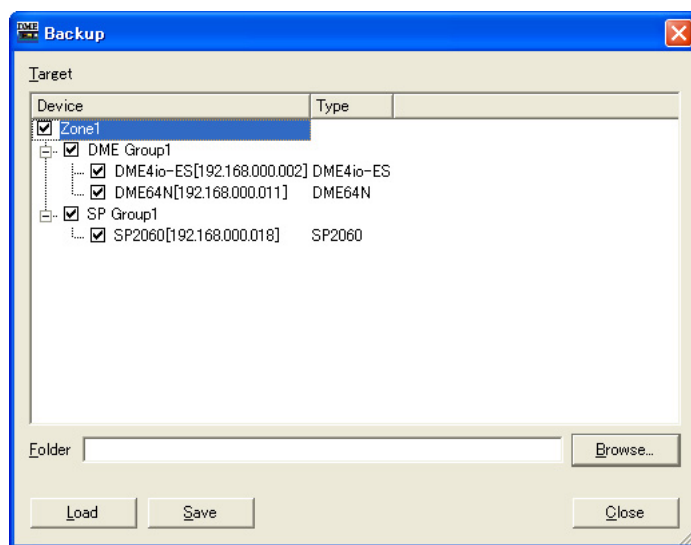 DME
Backup
Target
Device Type
Zone1
DME Group1
DME4io-ES[192.168.000.002] DME4io-ES
DME64N[192.168.000.011] DME64N
SP Group1
SP2060[192.168.000.018] SP2060
Folder Browse...
Load Save Close